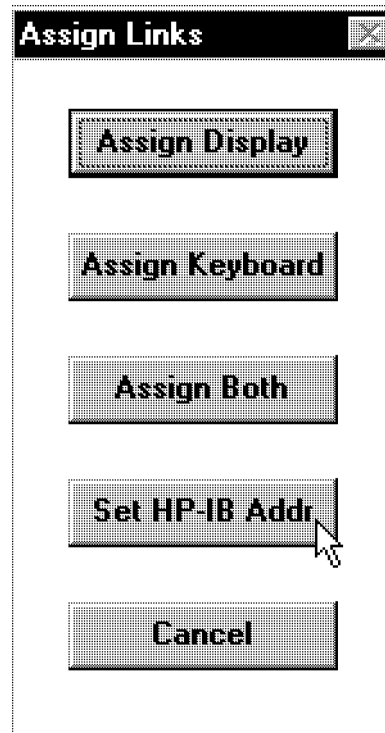 Assign Links
Assign Display
Assign Keyboard
Assign Both
Set HP-IB Addr
Cancel